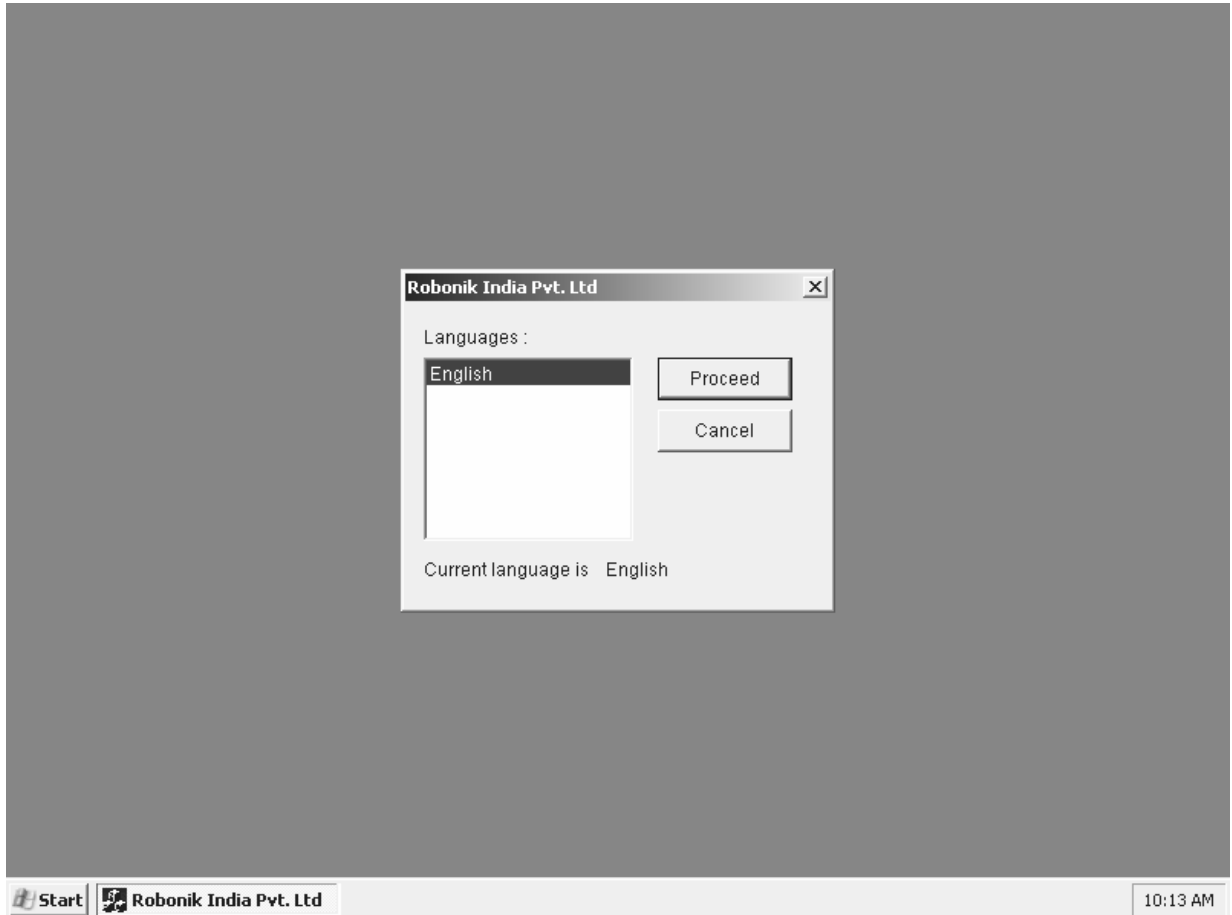 Robonik India Pvt. Ltd
Languages :
English
Proceed
Cancel
Current language is English
Start
Robonik India Pvt. Ltd
10:13 AM